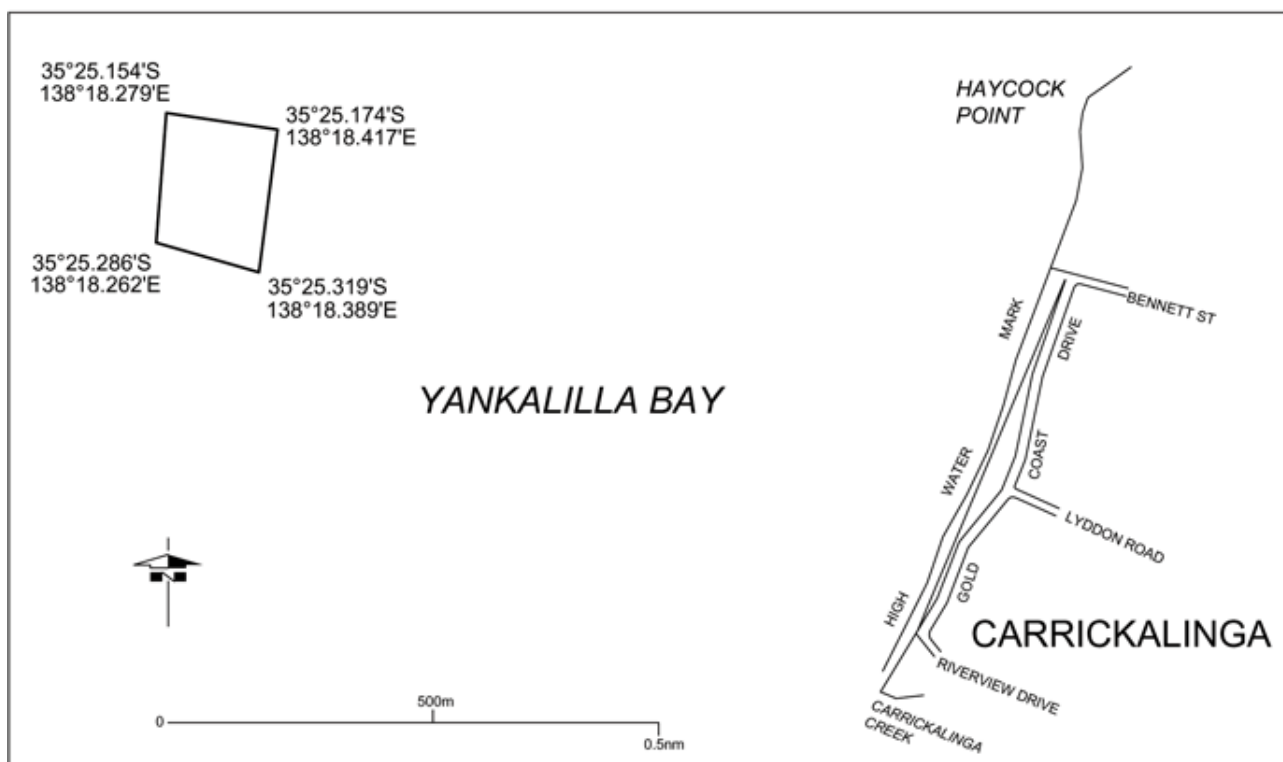 35°25.154'S
138°18.279'E
35°25.174'S
138°18.417'E
35°25.286'S
138°18.262'E
35°25.319'S
138°18.389'E
HAYCOCK
POINT
BENNETT ST
MARK
DRIVE
YANKALILLA BAY
COAST
WATER
LYDDON ROAD
GOLD
HIGH
CARRICKALINGA
RIVERVIEW DRIVE
CARRICKALINGA
CREEK
N
0
500m
0.5nm